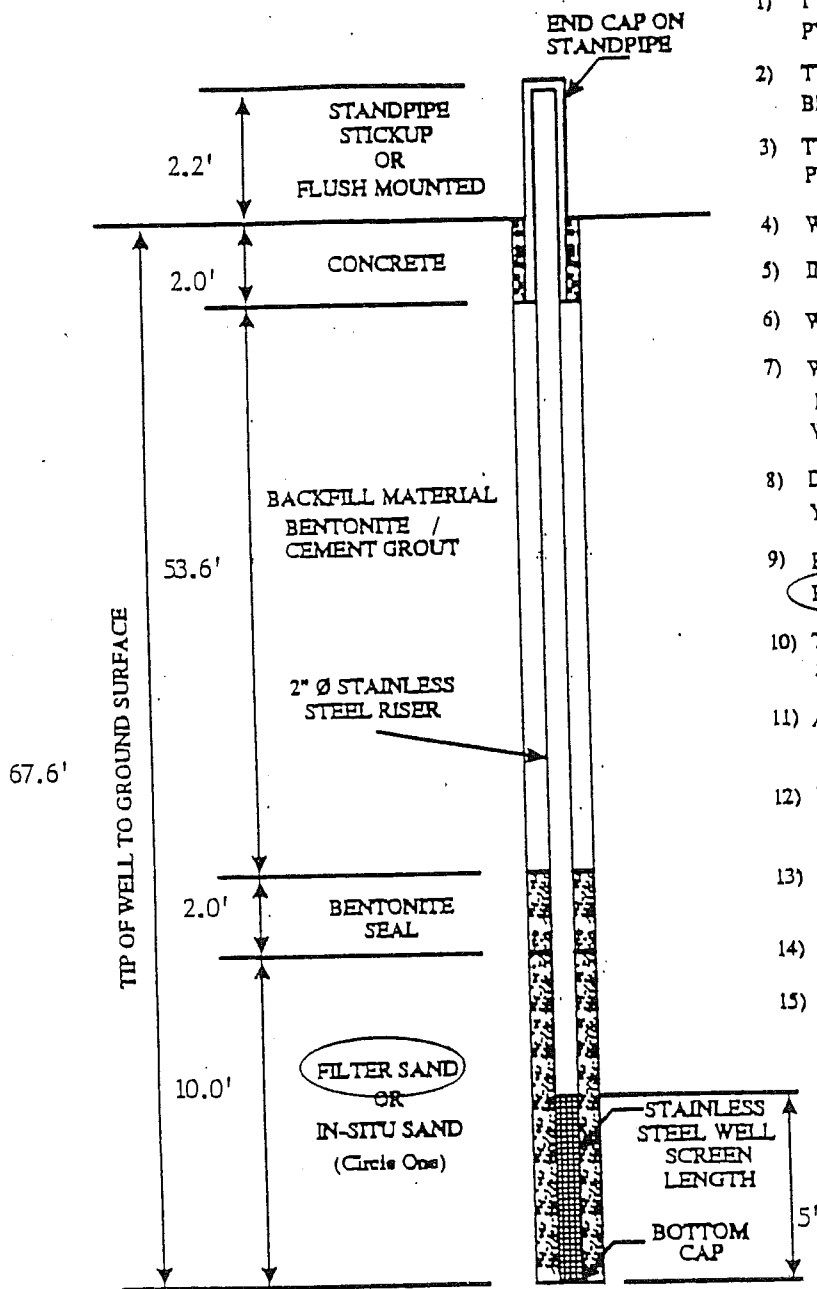 END CAP ON
STANDPIPE
STANDPIPE
STICKUP
OR
FLUSH MOUNTED
2.2'
CONCRETE
2.0'
BACKFILL MATERIAL
BENTONITE /
CEMENT GROUT
53.6'
2" Ø STAINLESS
STEEL RISER
67.6'
TIP OF WELL TO GROUND SURFACE
2.0'
BENTONITE
SEAL
10.0'
FILTER SAND
OR
IN-SITU SAND
(Circle One)
STAINLESS
STEEL WELL
SCREEN
LENGTH
5'
BOTTOM
CAP
1)
2)
3)
4) W
5)
6) W
7)
8) D
9)
10)
11)
12)
13)
14)
15)